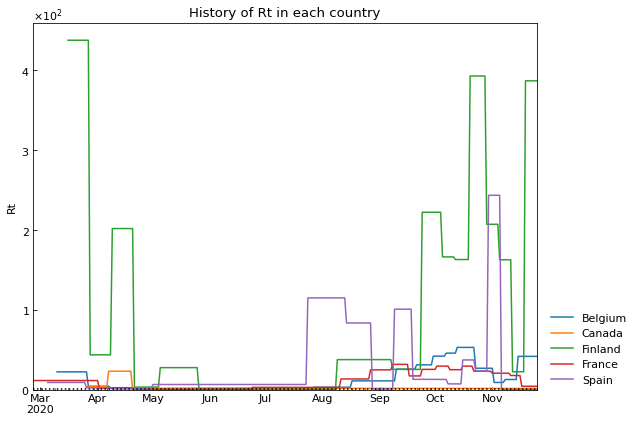 History of Rt in each country
×10²
4
3
2
1
0
Rt
Mar Apr May Jun Jul Aug Sep Oct Nov
2020
Belgium
Canada
Finland
France
Spain